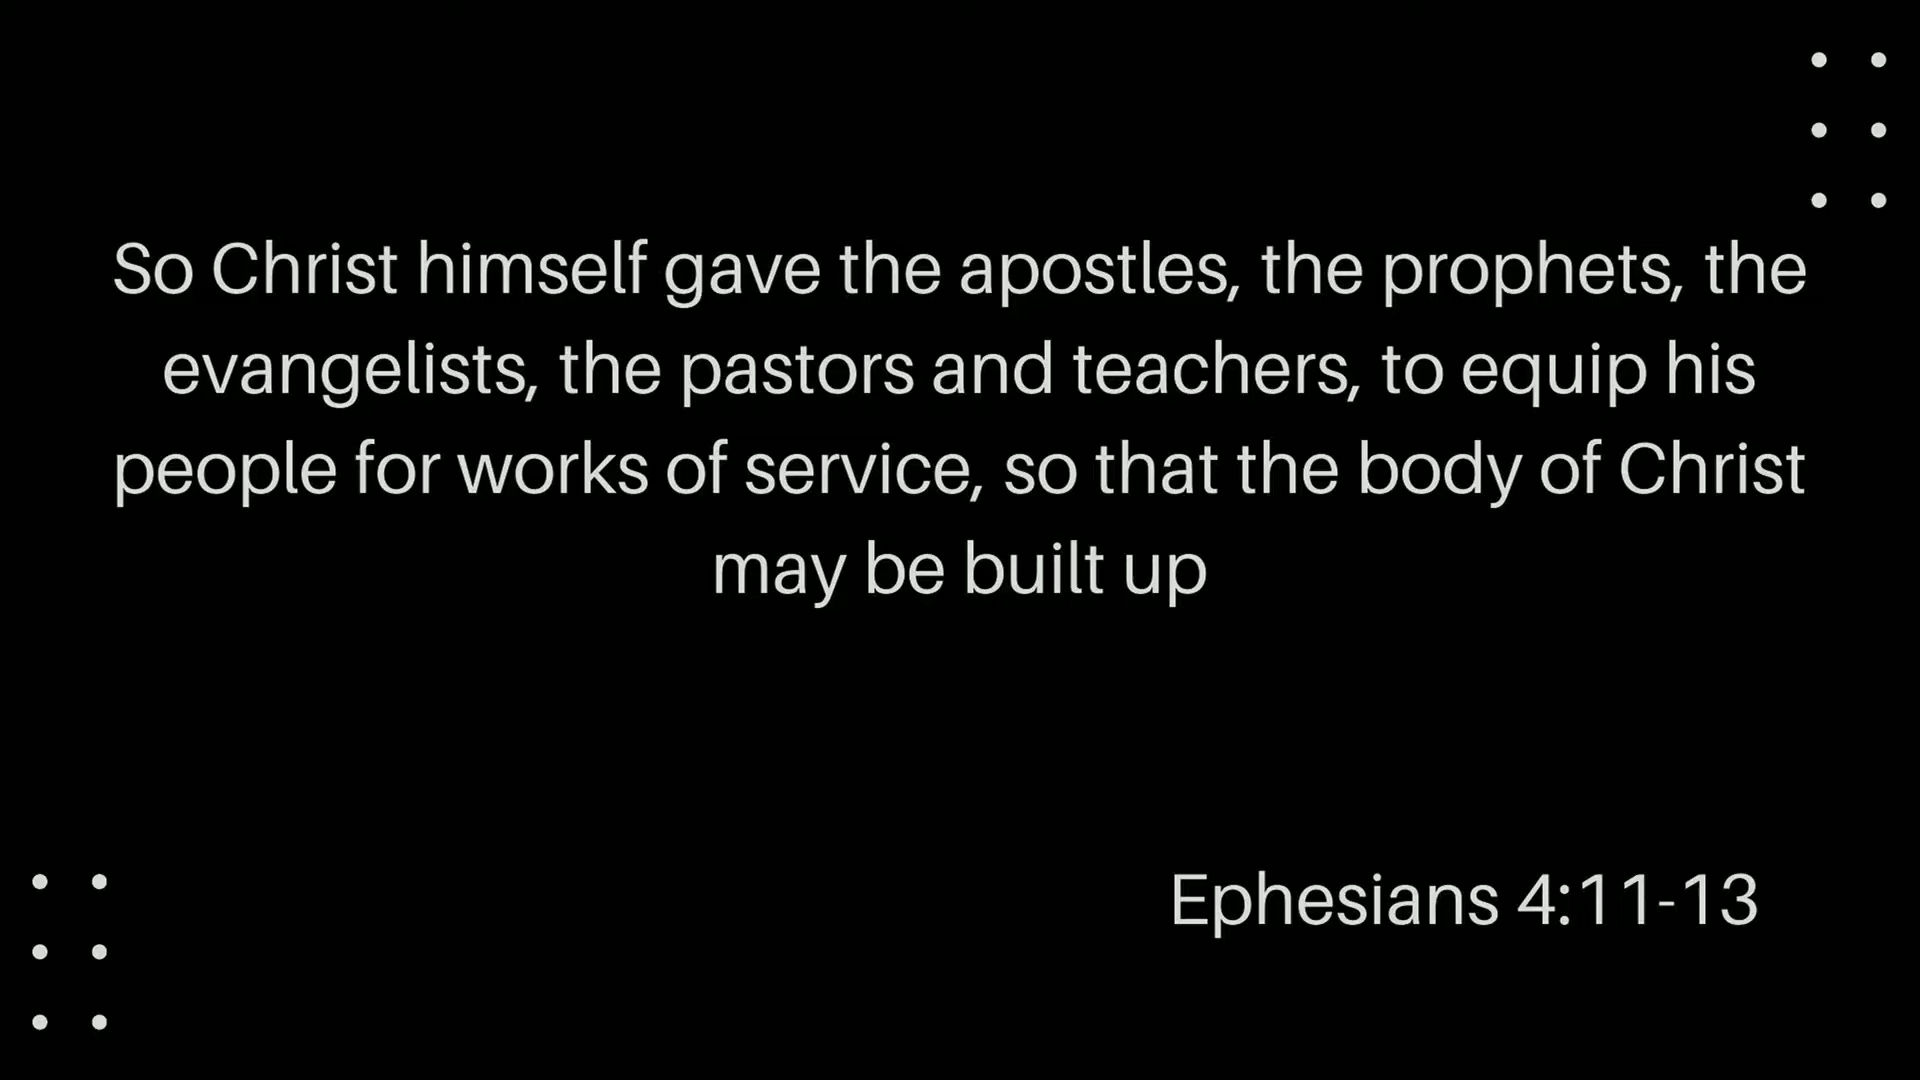 So Christ himself gave the apostles, the prophets, the
evangelists, the pastors and teachers, to equip his
people for works of service, so that the body of Christ
may be built up
Ephesians 4:11-13